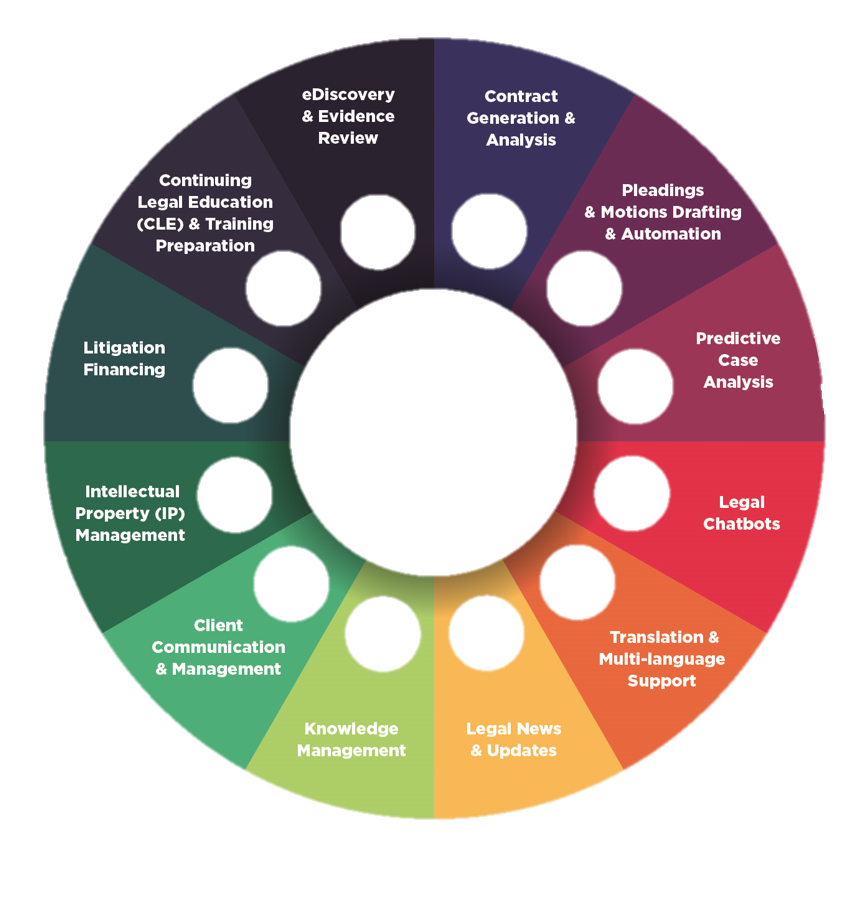 Contract
Generation &
Analysis
Pleadings
& Motions Drafting
& Automation
Predictive
Case
Analysis
Legal
Chatbots
Translation &
Multi-language
Support
Legal News
& Updates
Knowledge
Management
Client
Communication
& Management
Intellectual
Property (IP)
Management
Litigation
Financing
Continuing
Legal Education
(CLE) & Training
Preparation
eDiscovery
& Evidence
Review